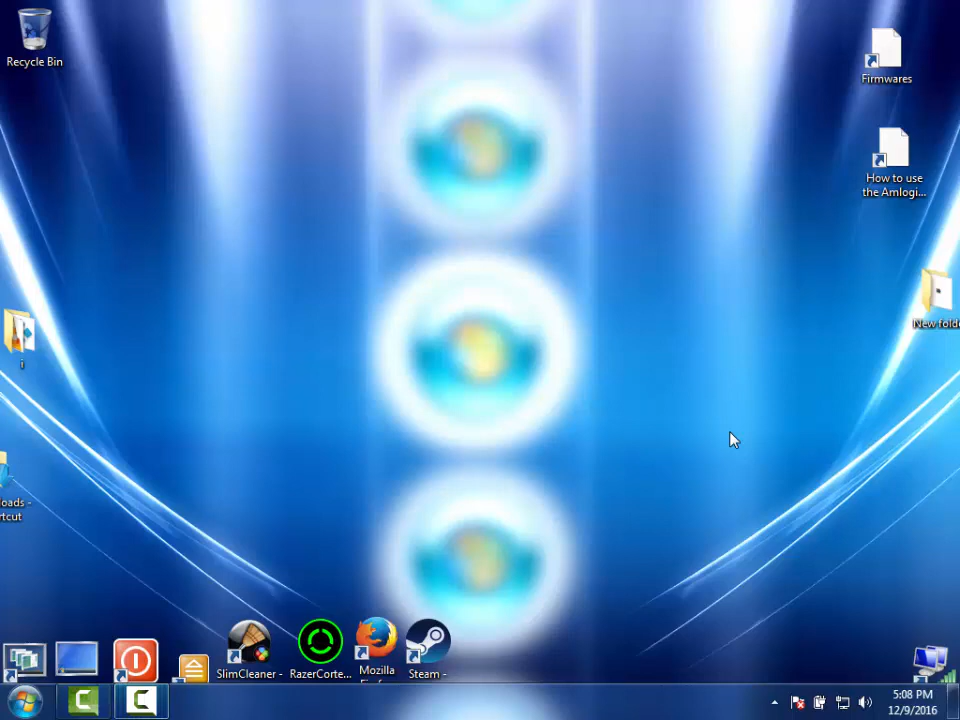 Recycle Bin
Firmwares
How to use
the Amlogi...
New folde
i
oads -
rtcut
SlimCleaner -
RazerCorte...
Mozilla
Steam -
5:08 PM
12/9/2016